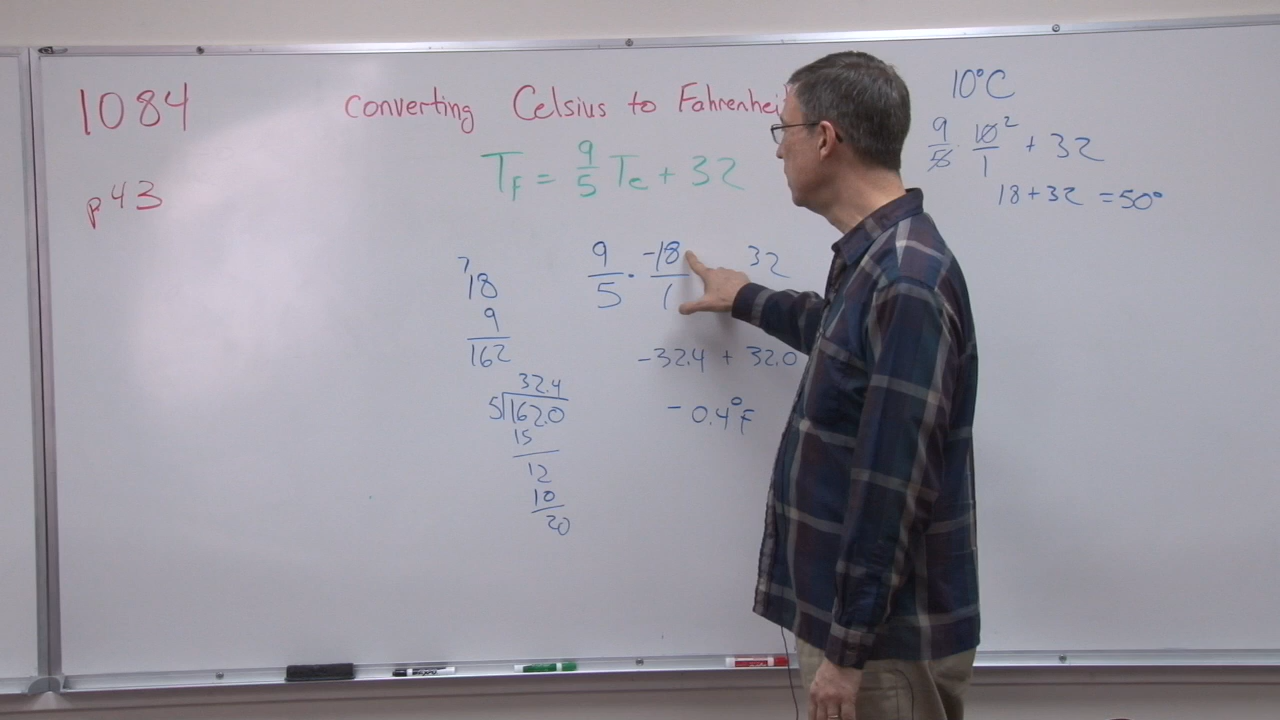 1084
p43
Converting Celsius to Fahrenhei
T_F = 9/5 T_C + 32
10°C
9/5 · 10/1 ² + 32
18 + 32 = 50°
9/5 · -18/1 32
-32.4 + 32.0
-0.4°F
7
18
9
162
32.4
5)162.0
15
12
10
20